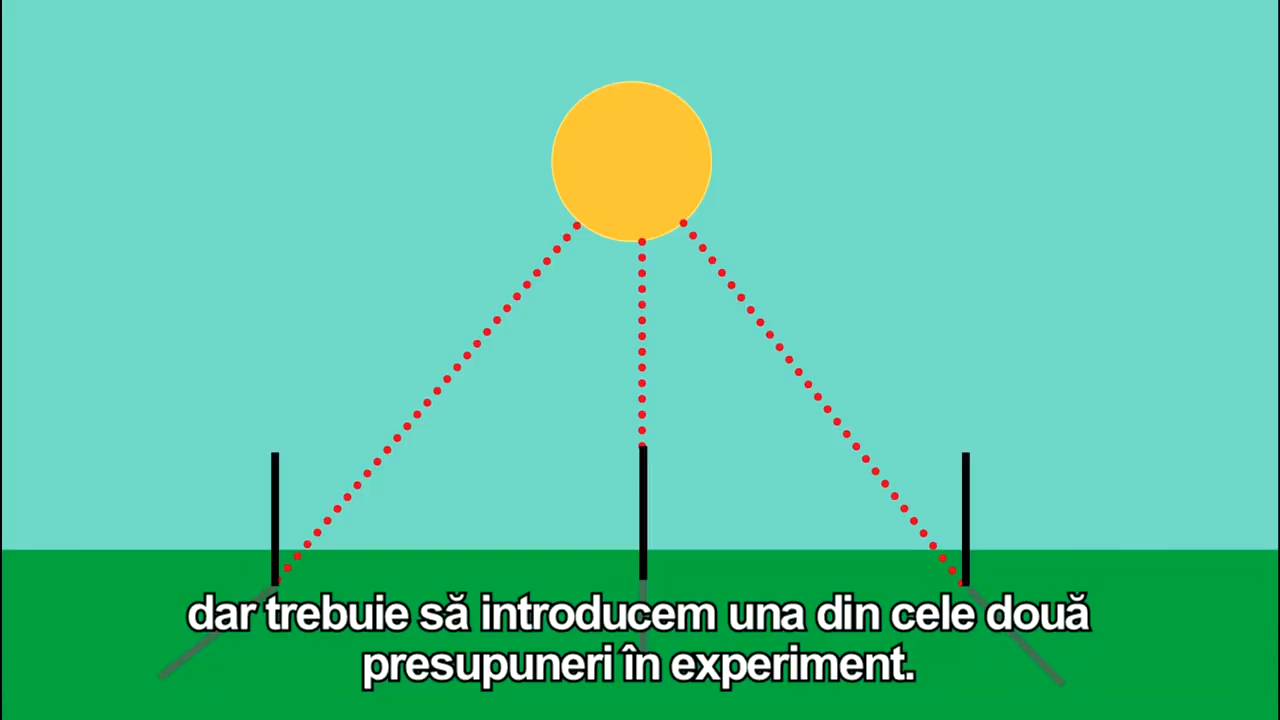 dar trebuie să introducem una din cele două
presupuneri în experiment.